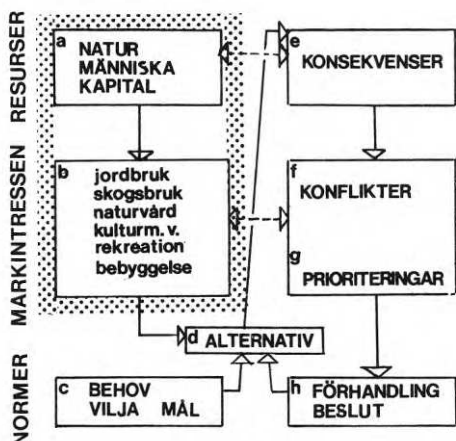 RESURSER
MARKINTRESSEN
NORMER
a
NATUR
MÄNNISKA
KAPITAL
b
jordbruk
skogsbruk
naturvård
kulturm.v.
rekreation
bebyggelse
c BEHOV
VILJA MÅL
d ALTERNATIV
e
KONSEKVENSER
f
KONFLIKTER
g
PRIORITERINGAR
h FÖRHANDLING
BESLUT